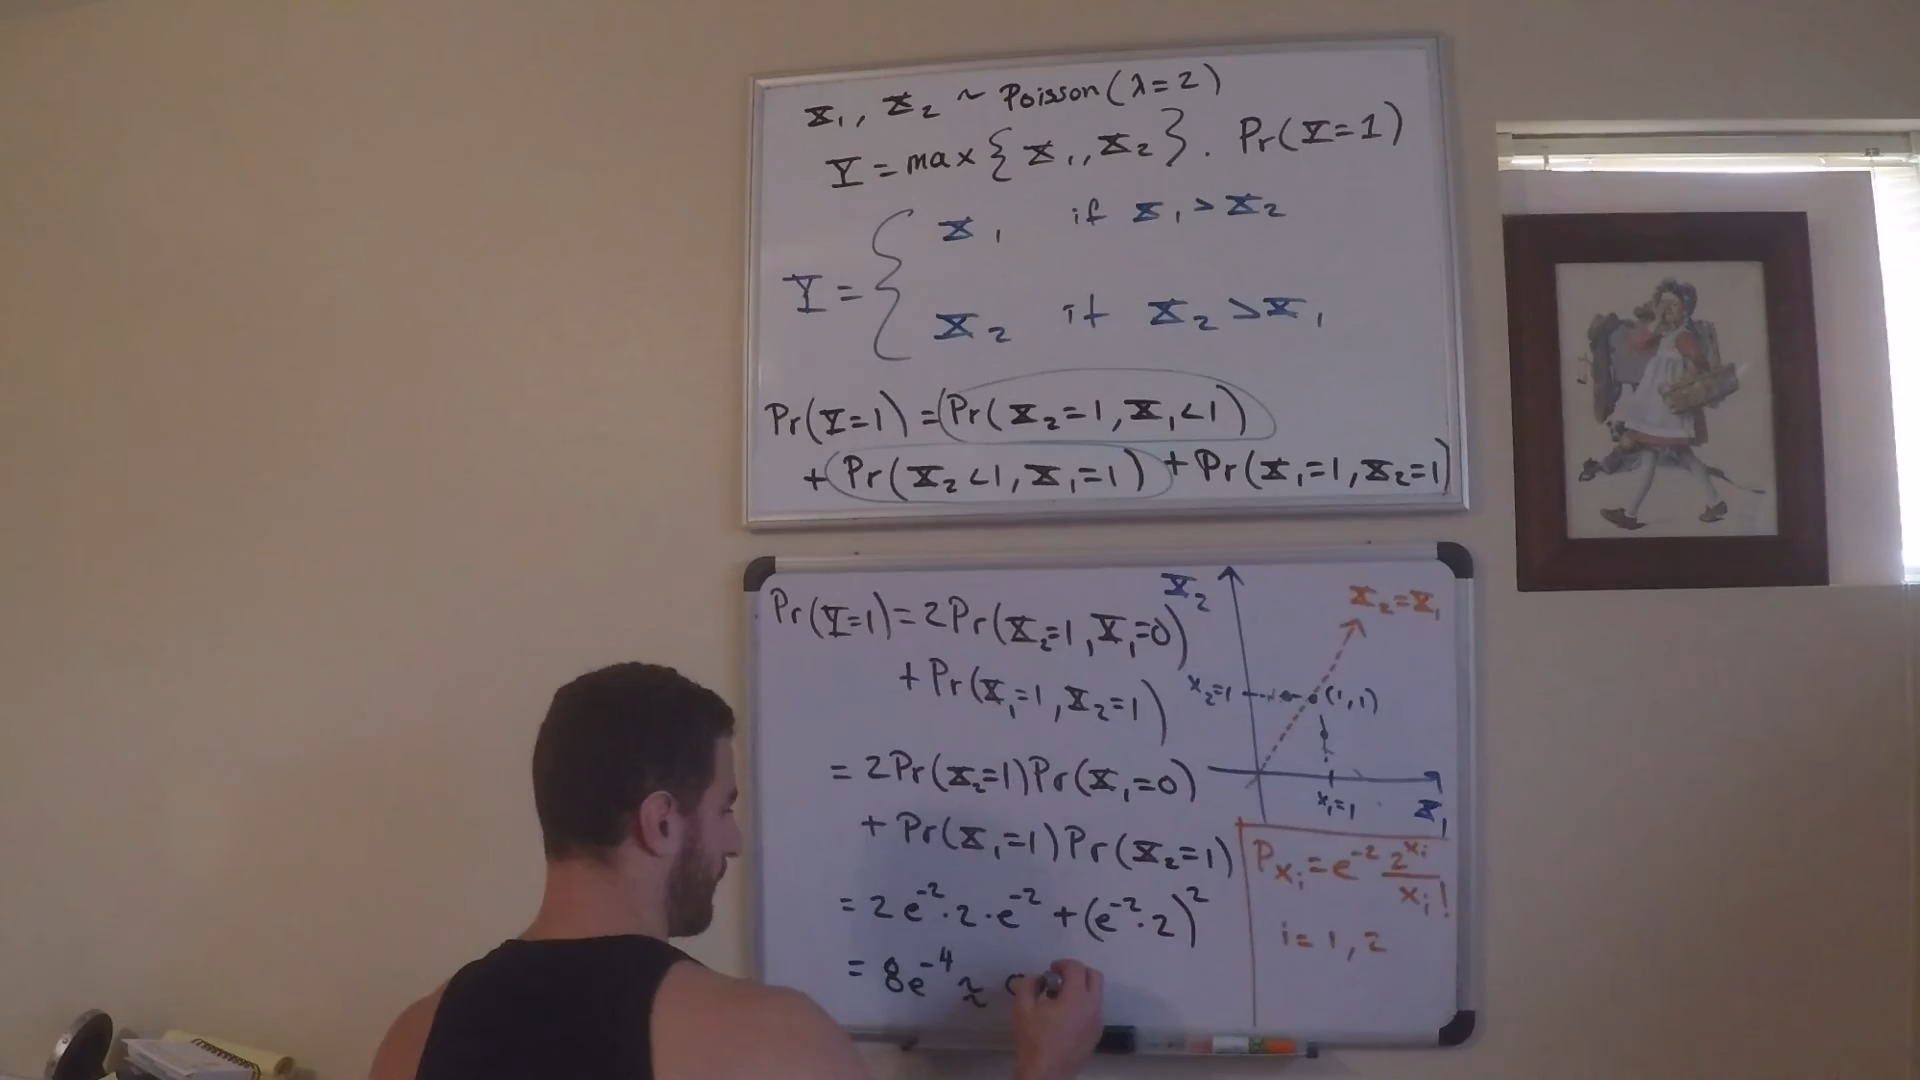 X₁, X₂ ~ Poisson(λ=2)
Y = max{X₁, X₂}. Pr(Y=1)
X₁ if X₁ > X₂
Y = {
X₂ if X₂ > X₁
Pr(Y=1) = Pr(X₂=1, X₁<1)
+ Pr(X₂<1, X₁=1) + Pr(X₁=1, X₂=1)
Pr(Y=1) = 2Pr(X₂=1, X₁=0)
+ Pr(X₁=1, X₂=1)
= 2Pr(X₂=1)Pr(X₁=0)
+ Pr(X₁=1)Pr(X₂=1)
= 2e⁻²·2·e⁻² + (e⁻²·2)²
= 8e⁻⁴ ≈
X₂
X₂=X₁
x₂=1
(1,1)
x₁=1
X₁
P_xᵢ = e⁻² 2^xᵢ / xᵢ!
i = 1, 2